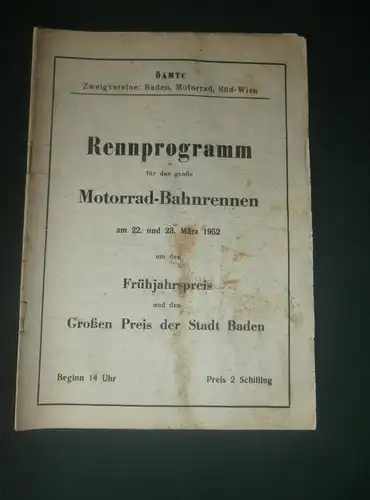 ÖAMTC
Zweigvereine: Baden, Motorrad, Süd-Wien
Rennprogramm
für das große
Motorrad-Bahnrennen
am 22. und 23. März 1952
um den
Frühjahrspreis
und den
Großen Preis der Stadt Baden
Beginn 14 Uhr Preis 2 Schilling